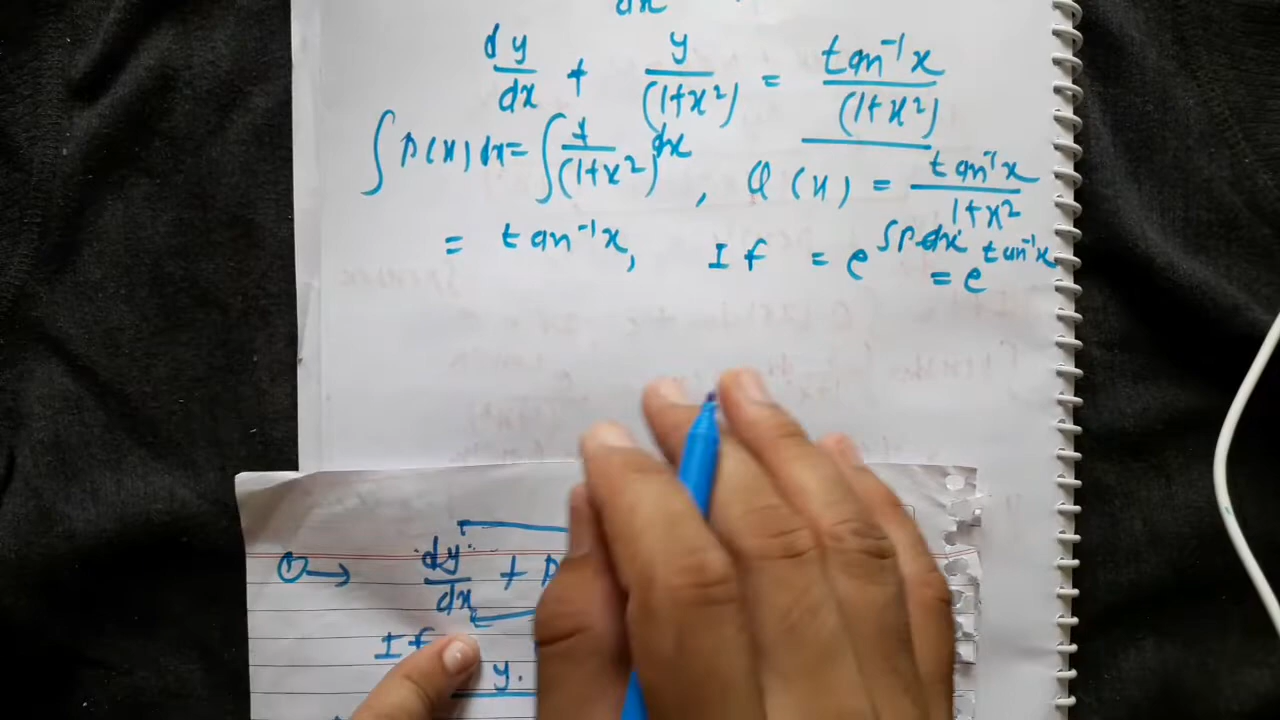 dx
dy/dx + y/(1+x²) = tan⁻¹x/(1+x²)
∫P(x)dx = ∫1/(1+x²) dx, Q(x) = tan⁻¹x/1+x²
= tan⁻¹x, If = e^∫P dx = e^tan⁻¹x
① → dy/dx + P
If
y.